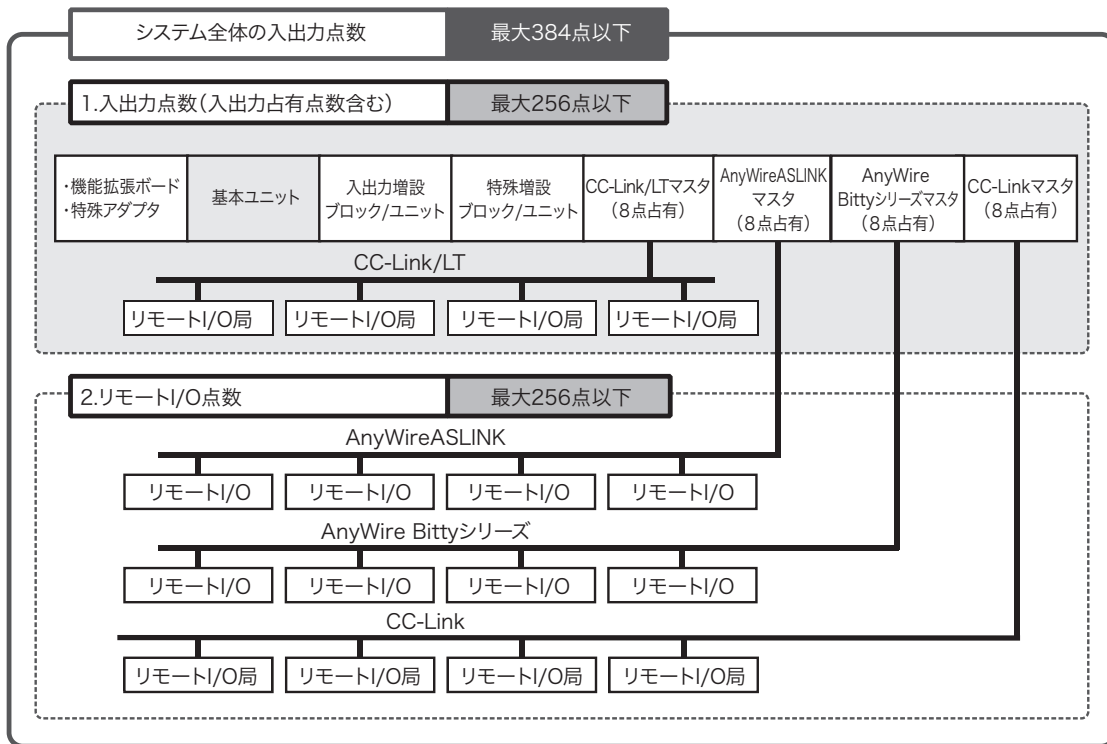 システム全体の入出力点数
最大384点以下
1.入出力点数(入出力占有点数含む)
最大256点以下
・機能拡張ボード
・特殊アダプタ
基本ユニット
入出力増設
ブロック/ユニット
特殊増設
ブロック/ユニット
CC-Link/LTマスタ
(8点占有)
AnyWireASLINK
マスタ
(8点占有)
AnyWire
Bittyシリーズマスタ
(8点占有)
CC-Linkマスタ
(8点占有)
CC-Link/LT
リモートI/O局
リモートI/O局
リモートI/O局
リモートI/O局
2.リモートI/O点数
最大256点以下
AnyWireASLINK
リモートI/O
リモートI/O
リモートI/O
リモートI/O
AnyWire Bittyシリーズ
リモートI/O
リモートI/O
リモートI/O
リモートI/O
CC-Link
リモートI/O局
リモートI/O局
リモートI/O局
リモートI/O局